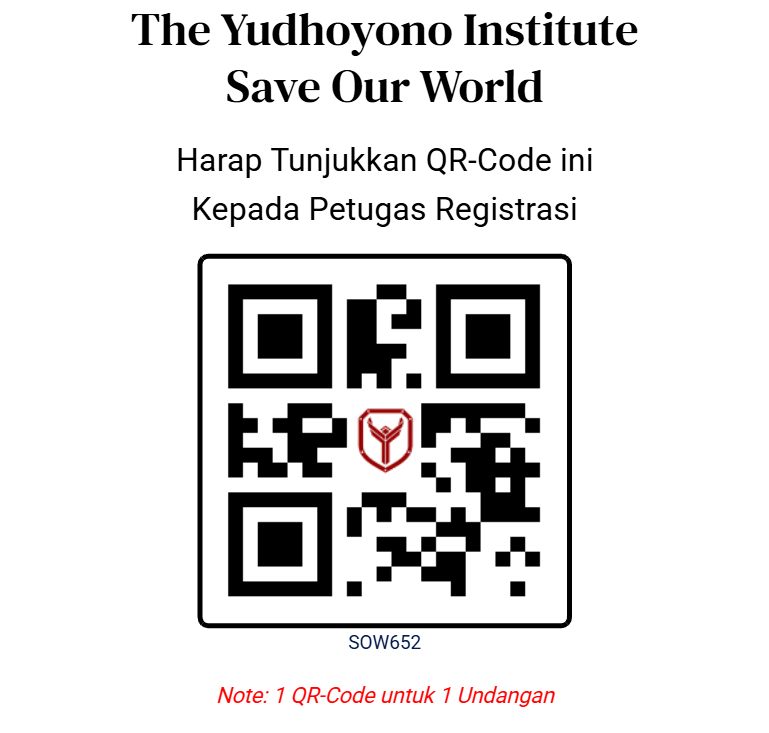 The Yudhoyono Institute
Save Our World
Harap Tunjukkan QR-Code ini
Kepada Petugas Registrasi
SOW652
Note: 1 QR-Code untuk 1 Undangan